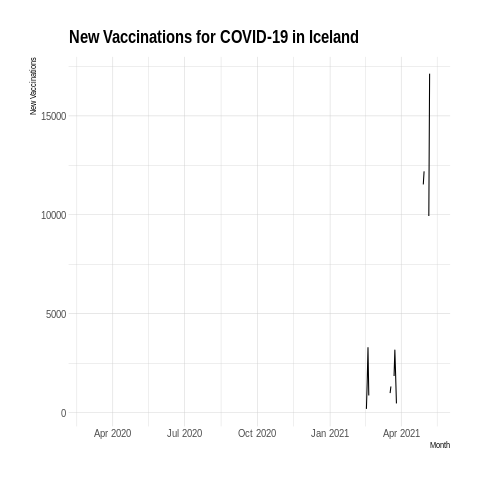 New Vaccinations for COVID-19 in Iceland
New Vaccinations
15000
10000
5000
0
Apr 2020 Jul 2020 Oct 2020 Jan 2021 Apr 2021
Month